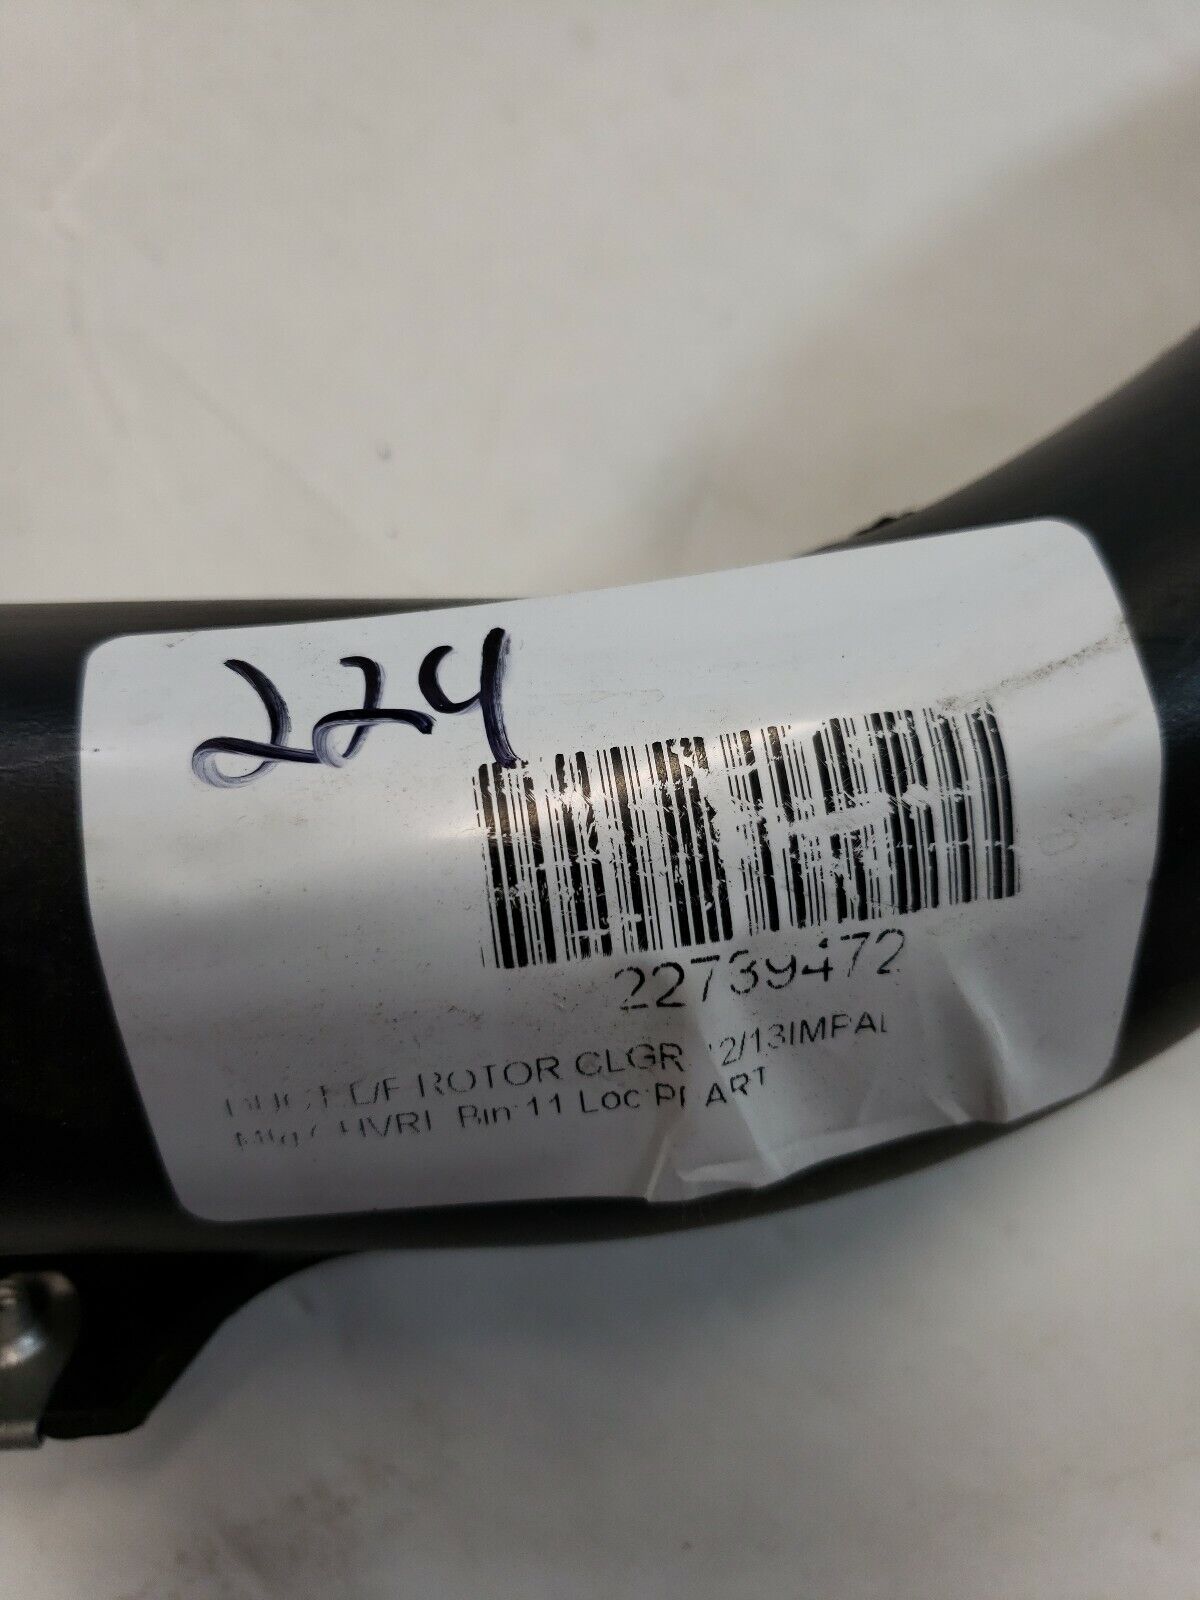 224
22739472
ROTOR CLGR 12/13IMPAL
Bin:11 Loc: